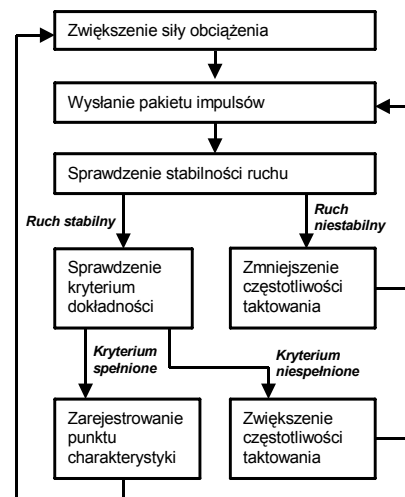 Zwiększenie siły obciążenia
Wysłanie pakietu impulsów
Sprawdzenie stabilności ruchu
Ruch stabilny
Ruch
niestabilny
Sprawdzenie
kryterium
dokładności
Zmniejszenie
częstotliwości
taktowania
Kryterium
spełnione
Kryterium
niespełnione
Zarejestrowanie
punktu
charakterystyki
Zwiększenie
częstotliwości
taktowania